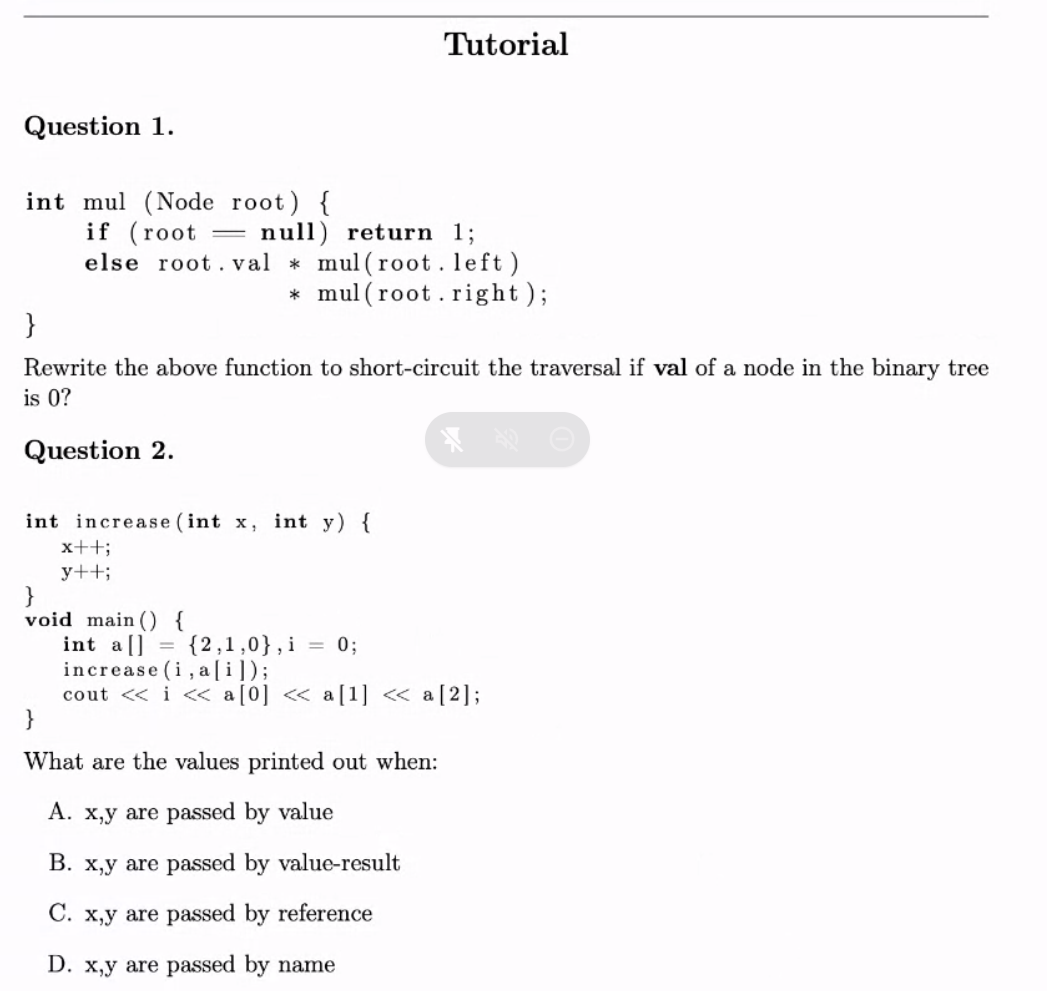 Tutorial
Question 1.
int mul (Node root) {
if (root == null) return 1;
else root.val * mul(root.left)
* mul(root.right);
}
Rewrite the above function to short-circuit the traversal if val of a node in the binary tree
is 0?
Question 2.
int increase(int x, int y) {
x++;
y++;
}
void main() {
int a[] = {2,1,0},i = 0;
increase(i,a[i]);
cout << i << a[0] << a[1] << a[2];
}
What are the values printed out when:
A. x,y are passed by value
B. x,y are passed by value-result
C. x,y are passed by reference
D. x,y are passed by name